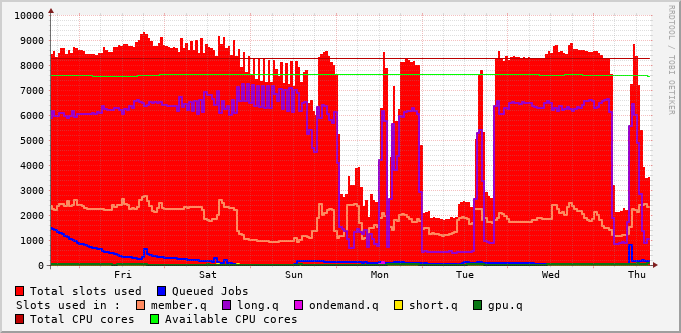 10000
9000
8000
7000
6000
5000
4000
3000
2000
1000
0
Fri Sat Sun Mon Tue Wed Thu
RRDTOOL / TOBI OETIKER
Total slots used Queued Jobs
Slots used in : member.q long.q ondemand.q short.q gpu.q
Total CPU cores Available CPU cores